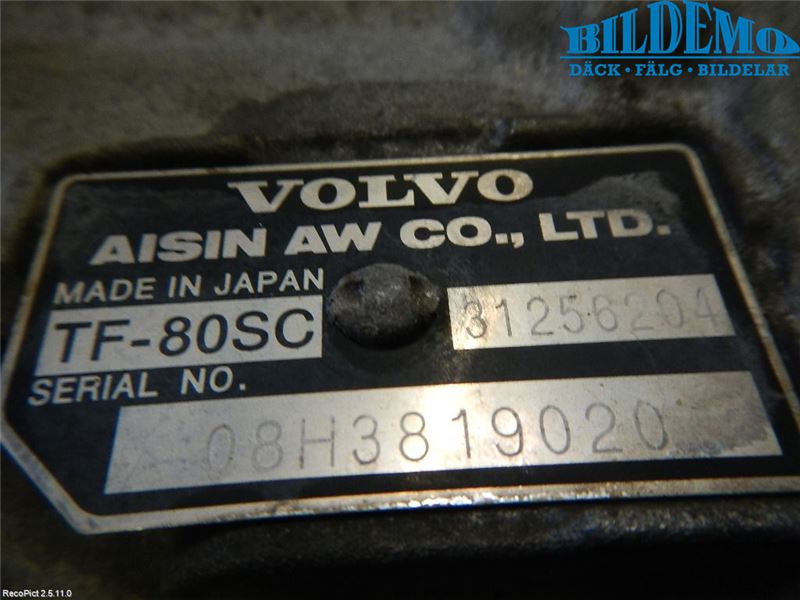 BILDEMO
DÄCK • FÄLG • BILDELAR
VOLVO
AISIN AW CO., LTD.
MADE IN JAPAN
TF-80SC 31256204
SERIAL NO.
08H3819020
RecoPict 2.5.11.0